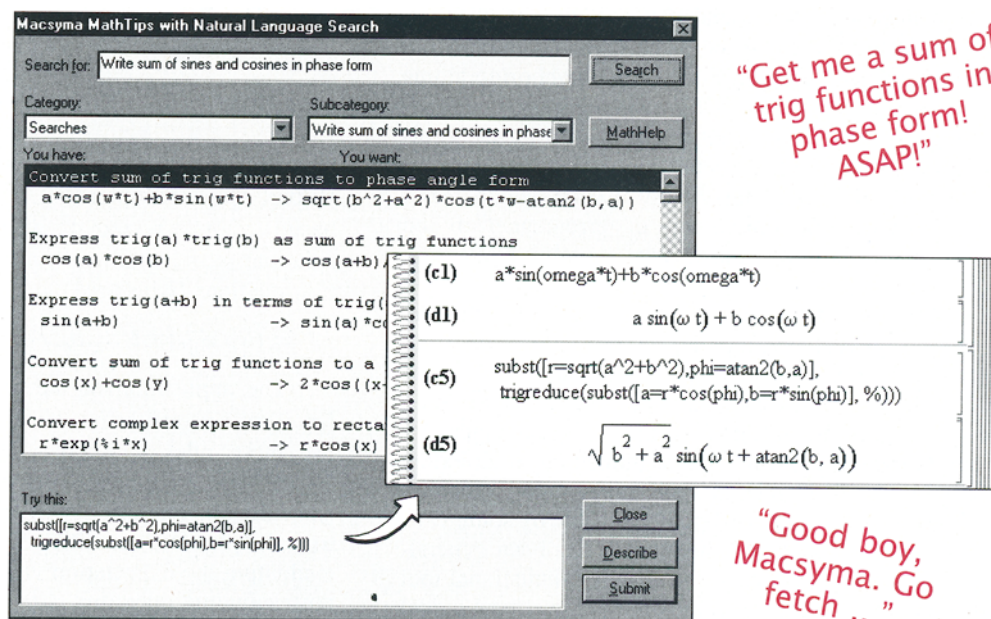 Macsyma MathTips with Natural Language Search
Search for: Write sum of sines and cosines in phase form
Search
Category:
Subcategory:
Searches
Write sum of sines and cosines in phase
MathHelp
You have:
You want:
Convert sum of trig functions to phase angle form
a*cos(w*t)+b*sin(w*t) -> sqrt(b^2+a^2)*cos(t*w-atan2(b,a))
Express trig(a)*trig(b) as sum of trig functions
cos(a)*cos(b) -> cos(a+b)
Express trig(a+b) in terms of trig(
sin(a+b) -> sin(a)*co
Convert sum of trig functions to a
cos(x)+cos(y) -> 2*cos((x
Convert complex expression to recta
r*exp(%i*x) -> r*cos(x)
Try this:
subst([r=sqrt(a^2+b^2),phi=atan2(b,a)],
trigreduce(subst([a=r*cos(phi),b=r*sin(phi)], %)))
Close
Describe
Submit
(c1) a*sin(omega*t)+b*cos(omega*t)
(d1) a sin(ω t) + b cos(ω t)
(c5) subst([r=sqrt(a^2+b^2),phi=atan2(b,a)],
trigreduce(subst([a=r*cos(phi),b=r*sin(phi)], %)))
(d5) √b² + a² sin(ω t + atan2(b, a))
"Get me a sum of
trig functions in
phase form!
ASAP!"
"Good boy,
Macsyma. Go
fetch ..."